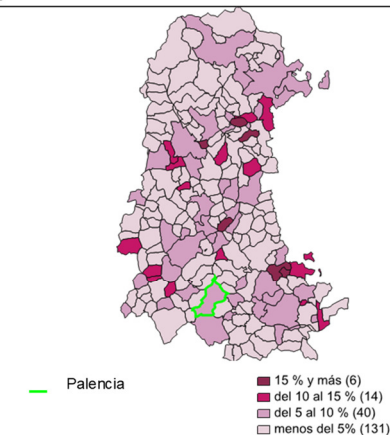 Palencia
15 % y más (6)
del 10 al 15 % (14)
del 5 al 10 % (40)
menos del 5% (131)